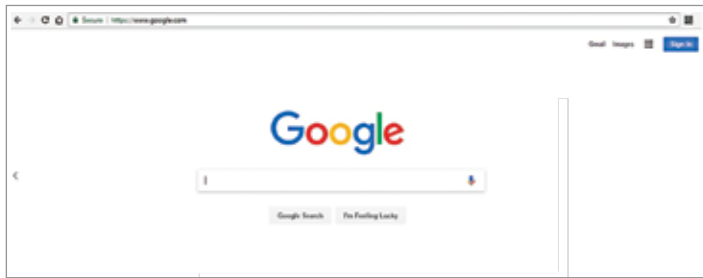 Secure | https://www.google.com
Gmail Images Sign in
Google
Google Search I'm Feeling Lucky